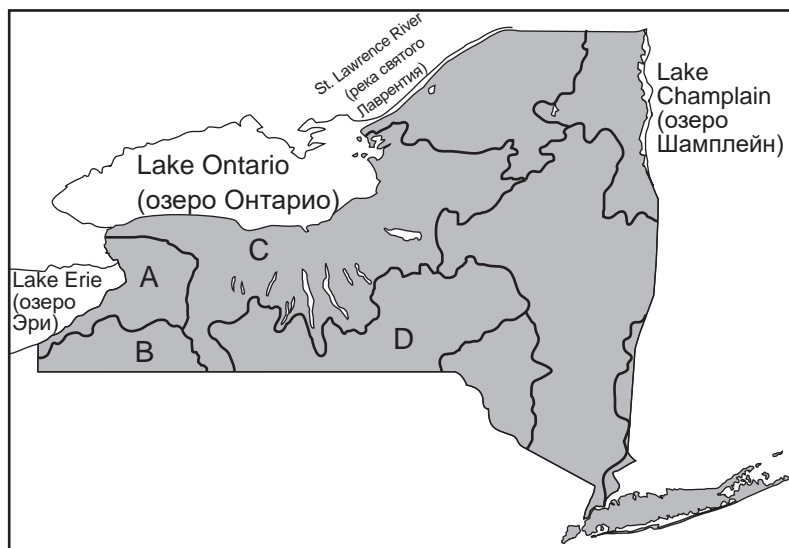 St. Lawrence River
(река святого
Лаврентия)
Lake
Champlain
(озеро
Шамплейн)
Lake Ontario
(озеро Онтарио)
C
A
Lake Erie
(озеро
Эри)
B
D